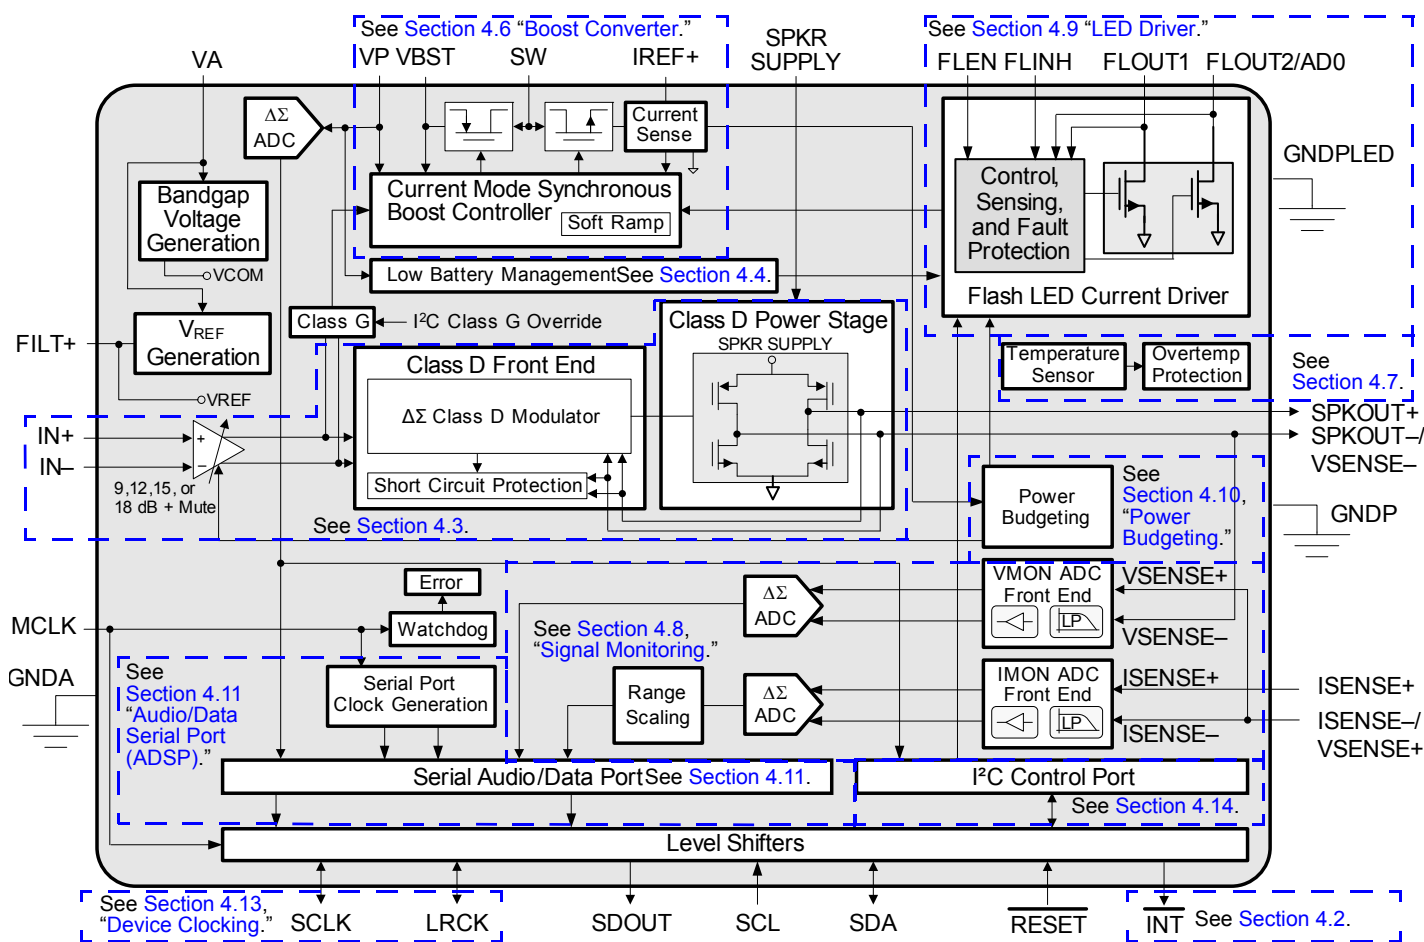 See Section 4.6 “Boost Converter.”
See Section 4.9 “LED Driver.”
VA
VP VBST
SW
IREF+
SPKR
SUPPLY
FLEN FLINH
FLOUT1
FLOUT2/AD0
ΔΣ
ADC
Current
Sense
GNDPLED
Bandgap
Voltage
Generation
Current Mode Synchronous
Boost Controller
Soft Ramp
Control,
Sensing,
and Fault
Protection
VCOM
Low Battery Management See Section 4.4.
Flash LED Current Driver
Class G
I²C Class G Override
Class D Power Stage
SPKR SUPPLY
FILT+
VREF
Generation
Class D Front End
Temperature
Sensor
Overtemp
Protection
See
Section 4.7.
VREF
ΔΣ Class D Modulator
IN+
IN–
+
–
SPKOUT+
SPKOUT–/
VSENSE–
9,12,15, or
18 dB + Mute
Short Circuit Protection
See Section 4.3.
Power
Budgeting
See
Section 4.10,
“Power
Budgeting.”
GNDP
Error
Watchdog
MCLK
See Section 4.8,
“Signal Monitoring.”
ΔΣ
ADC
VMON ADC
Front End
LP
VSENSE+
VSENSE–
GNDA
See
Section 4.11
“Audio/Data
Serial Port
(ADSP).”
Serial Port
Clock Generation
Range
Scaling
ΔΣ
ADC
IMON ADC
Front End
LP
ISENSE+
ISENSE–
ISENSE+
ISENSE–/
VSENSE+
Serial Audio/Data Port See Section 4.11.
I²C Control Port
See Section 4.14.
Level Shifters
See Section 4.13,
“Device Clocking.”
SCLK
LRCK
SDOUT
SCL
SDA
RESET
INT
See Section 4.2.